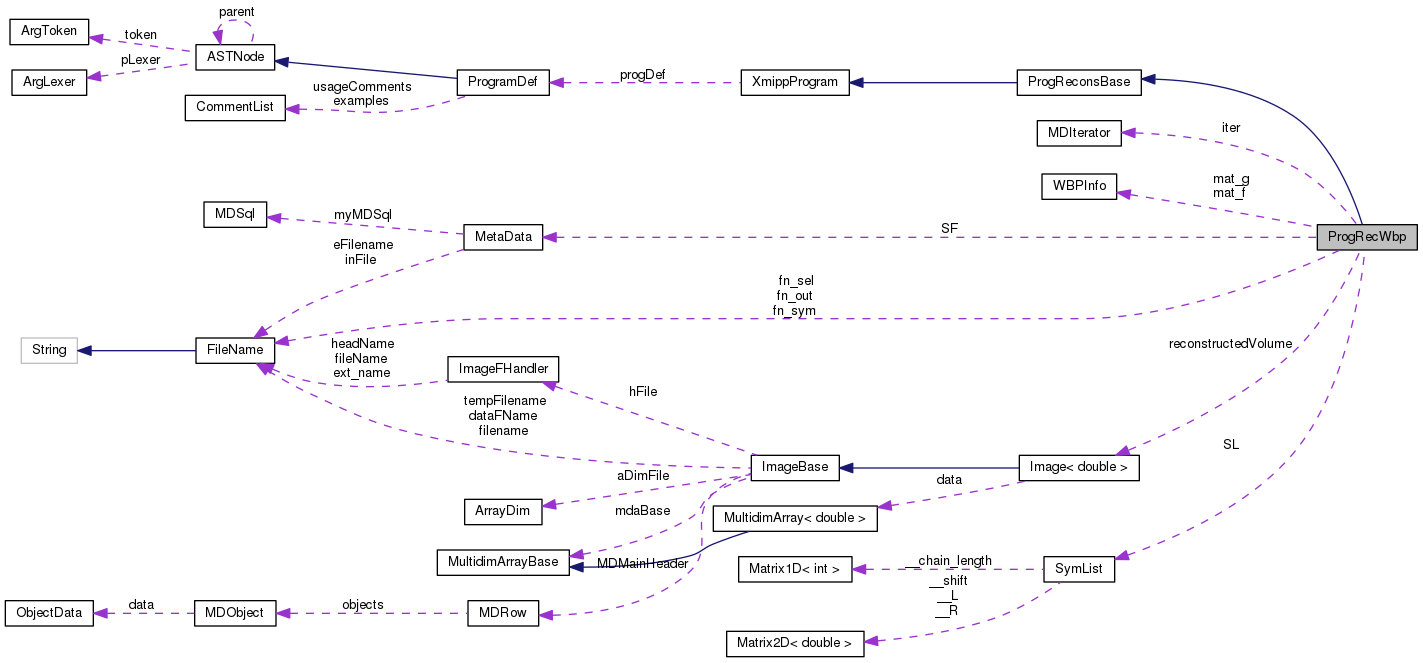 parent
ArgToken
token
ASTNode
pLexer
ArgLexer
ProgramDef
progDef
XmippProgram
ProgReconsBase
usageComments
examples
CommentList
iter
MDIterator
mat_g
mat_f
WBPInfo
MDSql
myMDSql
MetaData
SF
ProgRecWbp
eFilename
inFile
fn_sel
fn_out
fn_sym
String
FileName
headName
fileName
ext_name
ImageFHandler
reconstructedVolume
hFile
tempFilename
dataFName
filename
SL
ImageBase
Image< double >
aDimFile
data
ArrayDim
mdaBase
MultidimArray< double >
MultidimArrayBase
MDMainHeader
Matrix1D< int >
__chain_length
SymList
__shift
__L
__R
ObjectData
data
MDObject
objects
MDRow
Matrix2D< double >